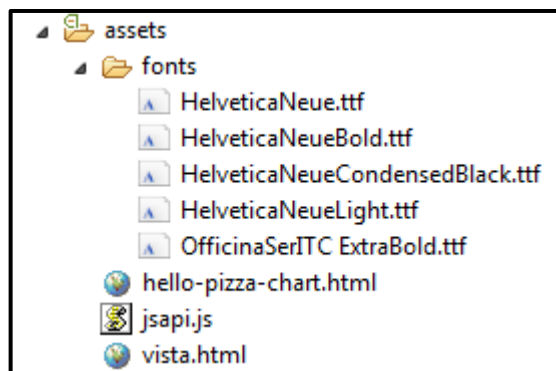 assets
fonts
HelveticaNeue.ttf
HelveticaNeueBold.ttf
HelveticaNeueCondensedBlack.ttf
HelveticaNeueLight.ttf
OfficinaSerITC ExtraBold.ttf
hello-pizza-chart.html
jsapi.js
vista.html